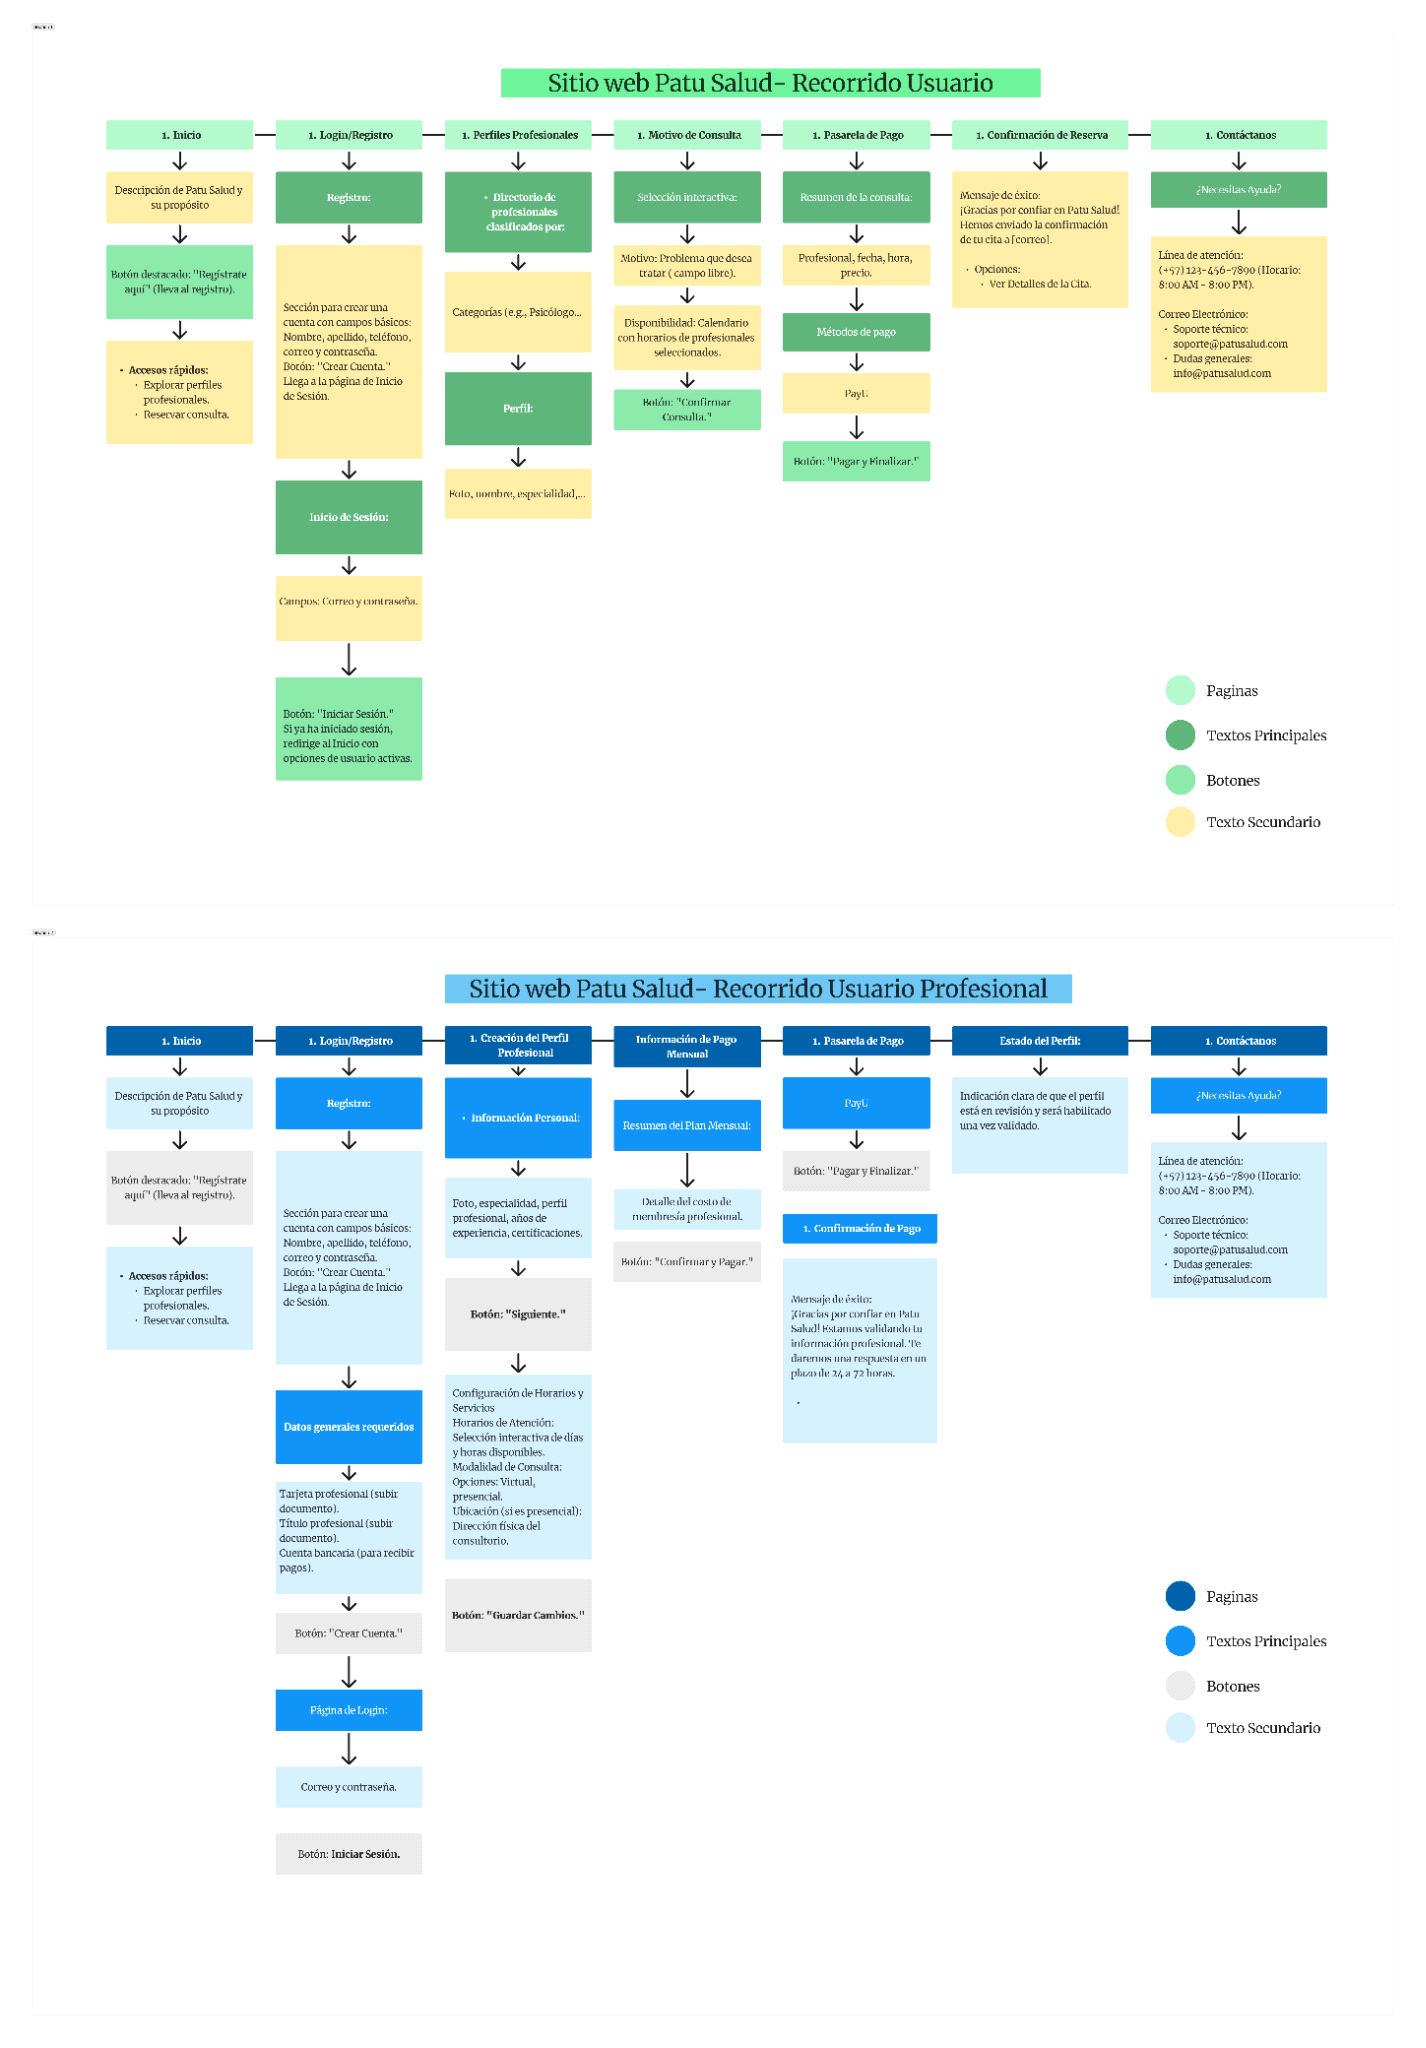 Sitio web Patu Salud- Recorrido Usuario
1. Inicio
Descripción de Patu Salud y
su propósito
Botón destacado: "Regístrate
aquí" (lleva al registro).
• Accesos rápidos:
• Explorar perfiles
profesionales.
• Reservar consulta.
1. Login/Registro
Registro:
Sección para crear una
cuenta con campos básicos:
Nombre, apellido, teléfono,
correo y contraseña.
Botón: "Crear Cuenta."
Llega a la página de Inicio
de Sesión.
Inicio de Sesión:
Campos: Correo y contraseña.
Botón: "Iniciar Sesión."
Si ya ha iniciado sesión,
redirige al Inicio con
opciones de usuario activas.
1. Perfiles Profesionales
• Directorio de
profesionales
clasificados por:
Categorías (e.g., Psicólogo...
Perfil:
Foto, nombre, especialidad,...
1. Motivo de Consulta
Selección interactiva:
Motivo: Problema que desea
tratar ( campo libre).
Disponibilidad: Calendario
con horarios de profesionales
seleccionados.
Botón: "Confirmar
Consulta."
1. Pasarela de Pago
Resumen de la consulta:
Profesional, fecha, hora,
precio.
Métodos de pago
PayU
Botón: "Pagar y Finalizar."
1. Confirmación de Reserva
Mensaje de éxito:
¡Gracias por confiar en Patu Salud!
Hemos enviado la confirmación
de tu cita a [correo].
• Opciones:
• Ver Detalles de la Cita.
1. Contáctanos
¿Necesitas Ayuda?
Línea de atención:
(+57) 123-456-7890 (Horario:
8:00 AM - 8:00 PM).
Correo Electrónico:
• Soporte técnico:
soporte@patusalud.com
• Dudas generales:
info@patusalud.com
Paginas
Textos Principales
Botones
Texto Secundario
Sitio web Patu Salud- Recorrido Usuario Profesional
1. Inicio
Descripción de Patu Salud y
su propósito
Botón destacado: "Regístrate
aquí" (lleva al registro).
• Accesos rápidos:
• Explorar perfiles
profesionales.
• Reservar consulta.
1. Login/Registro
Registro:
Sección para crear una
cuenta con campos básicos:
Nombre, apellido, teléfono,
correo y contraseña.
Botón: "Crear Cuenta."
Llega a la página de Inicio
de Sesión.
Datos generales requeridos
Tarjeta profesional (subir
documento).
Título profesional (subir
documento).
Cuenta bancaria (para recibir
pagos).
Botón: "Crear Cuenta."
Página de Login:
Correo y contraseña.
Botón: Iniciar Sesión.
1. Creación del Perfil
Profesional
• Información Personal:
Foto, especialidad, perfil
profesional, años de
experiencia, certificaciones.
Botón: "Siguiente."
Configuración de Horarios y
Servicios
Horarios de Atención:
Selección interactiva de días
y horas disponibles.
Modalidad de Consulta:
Opciones: Virtual,
presencial.
Ubicación (si es presencial):
Dirección física del
consultorio.
Botón: "Guardar Cambios."
Información de Pago
Mensual
Resumen del Plan Mensual:
Detalle del costo de
membresía profesional.
Botón: "Confirmar y Pagar."
1. Pasarela de Pago
PayU
Botón: "Pagar y Finalizar."
1. Confirmación de Pago
Mensaje de éxito:
¡Gracias por confiar en Patu
Salud! Estamos validando tu
información profesional. Te
daremos una respuesta en un
plazo de 24 a 72 horas.
•
Estado del Perfil:
Indicación clara de que el perfil
está en revisión y será habilitado
una vez validado.
1. Contáctanos
¿Necesitas Ayuda?
Línea de atención:
(+57) 123-456-7890 (Horario:
8:00 AM - 8:00 PM).
Correo Electrónico:
• Soporte técnico:
soporte@patusalud.com
• Dudas generales:
info@patusalud.com
Paginas
Textos Principales
Botones
Texto Secundario